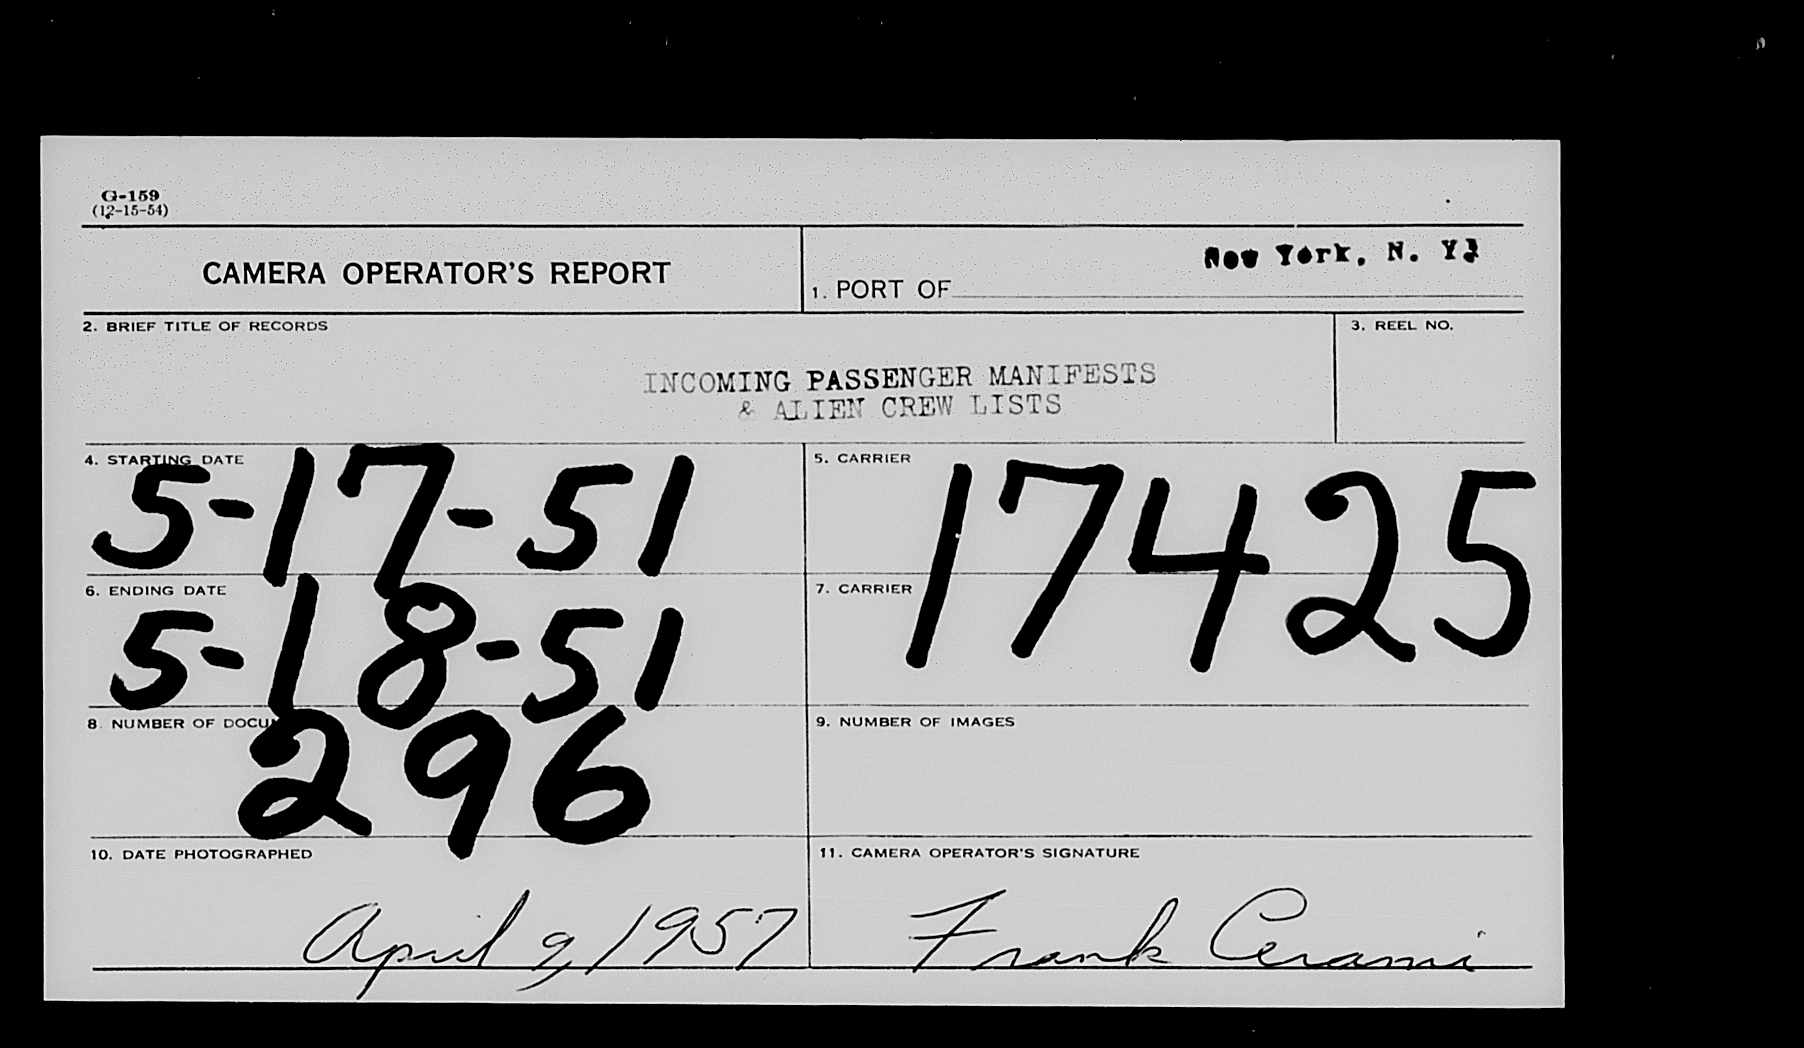 G-159
(12-15-54)
CAMERA OPERATOR'S REPORT
1. PORT OF New York, N. Y.
2. BRIEF TITLE OF RECORDS
INCOMING PASSENGER MANIFESTS
& ALIEN CREW LISTS
3. REEL NO.
4. STARTING DATE
5-17-51
5. CARRIER
17425
6. ENDING DATE
5-18-51
7. CARRIER
8. NUMBER OF DOCU
296
9. NUMBER OF IMAGES
10. DATE PHOTOGRAPHED
April 9, 1957
11. CAMERA OPERATOR'S SIGNATURE
Frank Cerami